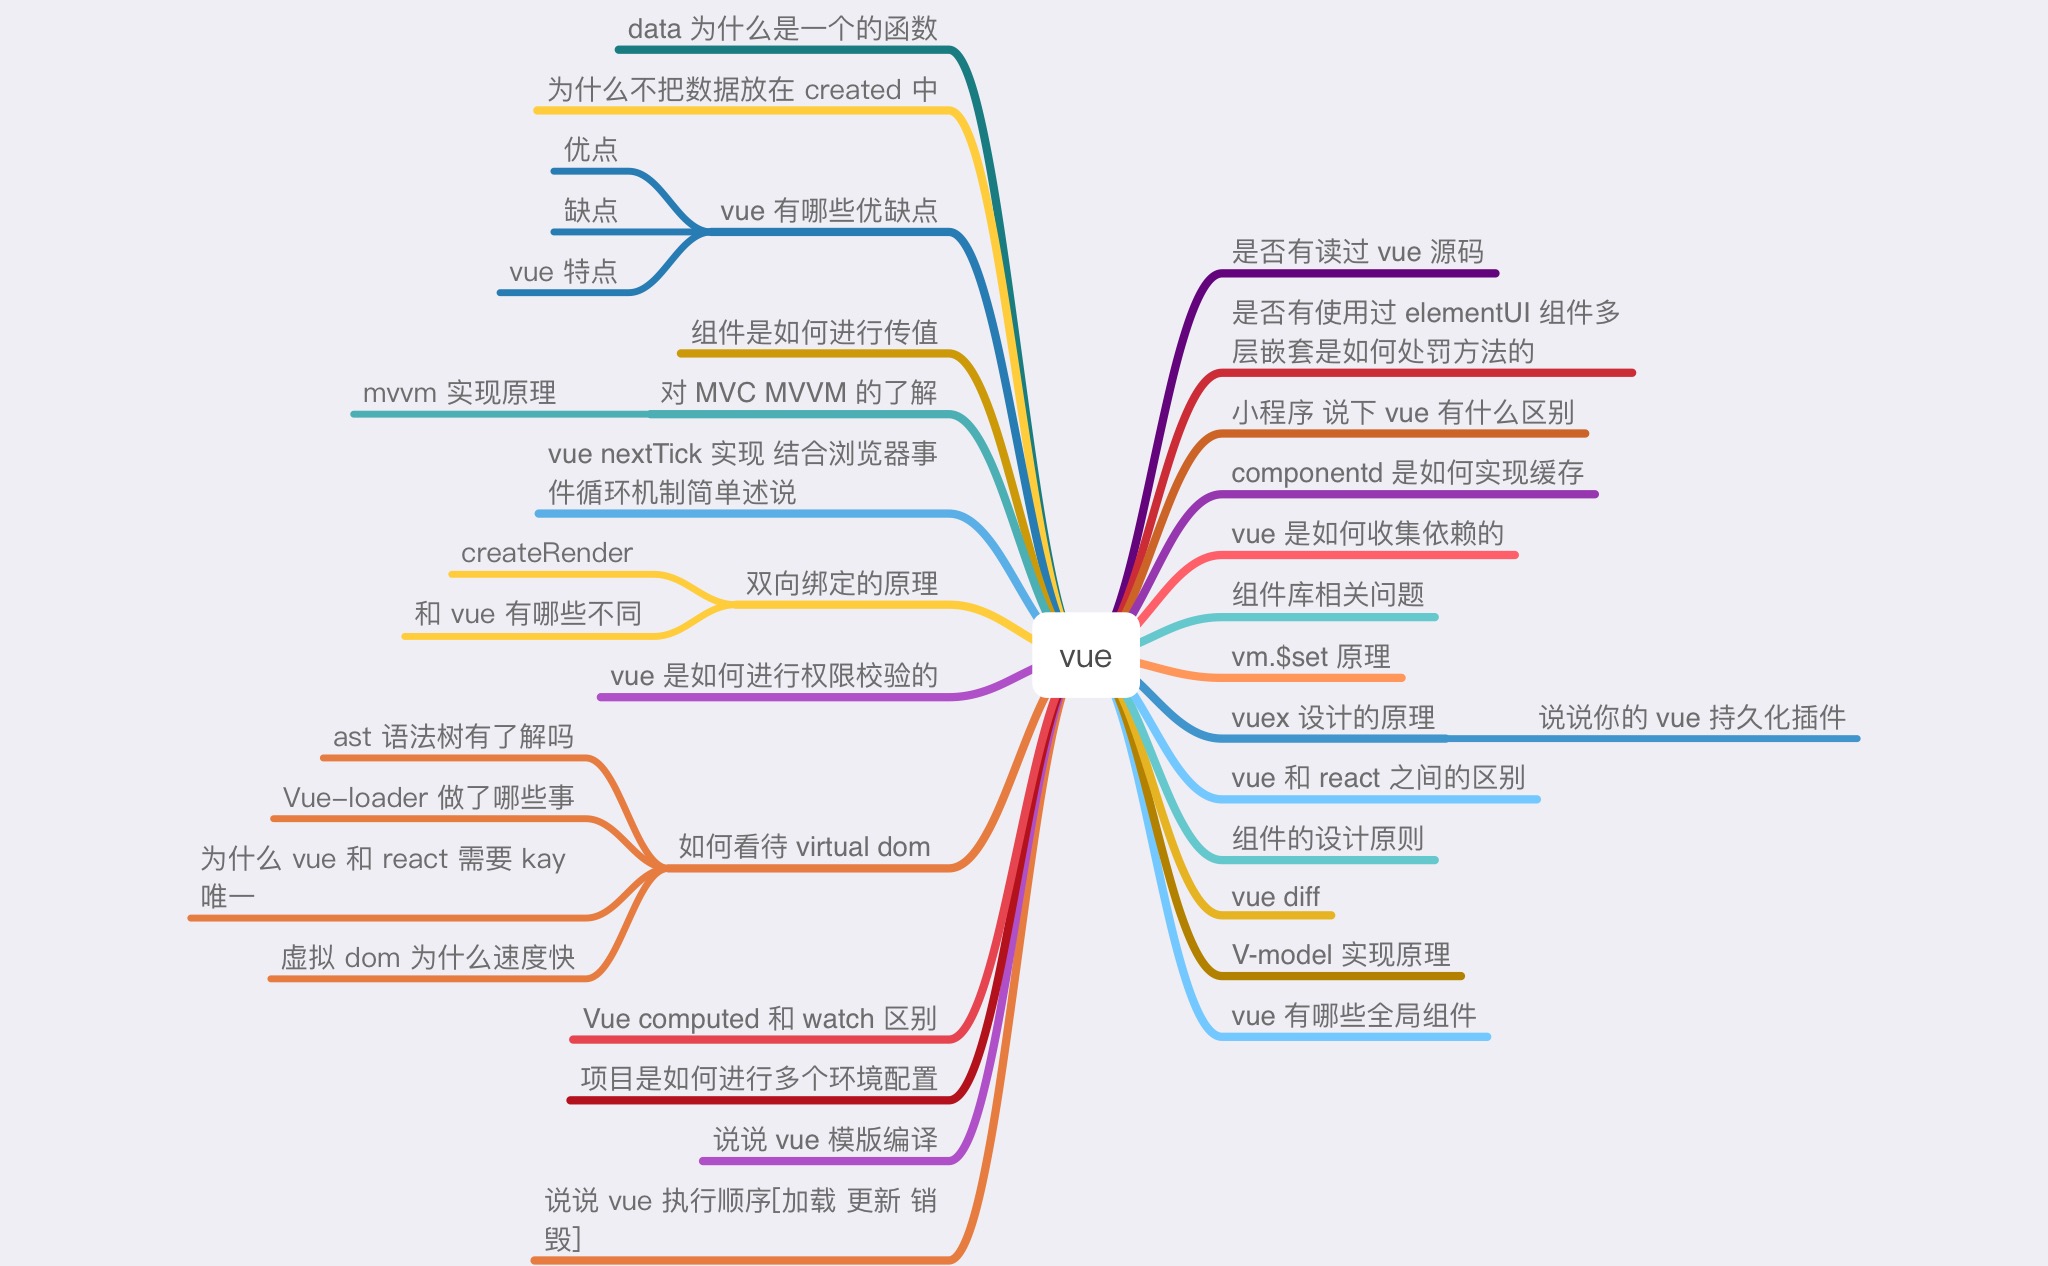 data 为什么是一个的函数
为什么不把数据放在 created 中
优点
缺点
vue 特点
vue 有哪些优缺点
组件是如何进行传值
mvvm 实现原理
对 MVC MVVM 的了解
vue nextTick 实现 结合浏览器事
件循环机制简单述说
createRender
和 vue 有哪些不同
双向绑定的原理
vue 是如何进行权限校验的
ast 语法树有了解吗
Vue-loader 做了哪些事
为什么 vue 和 react 需要 kay
唯一
虚拟 dom 为什么速度快
如何看待 virtual dom
Vue computed 和 watch 区别
项目是如何进行多个环境配置
说说 vue 模版编译
说说 vue 执行顺序[加载 更新 销
毁]
vue
是否有读过 vue 源码
是否有使用过 elementUI 组件多
层嵌套是如何处罚方法的
小程序 说下 vue 有什么区别
componentd 是如何实现缓存
vue 是如何收集依赖的
组件库相关问题
vm.$set 原理
vuex 设计的原理
说说你的 vue 持久化插件
vue 和 react 之间的区别
组件的设计原则
vue diff
V-model 实现原理
vue 有哪些全局组件